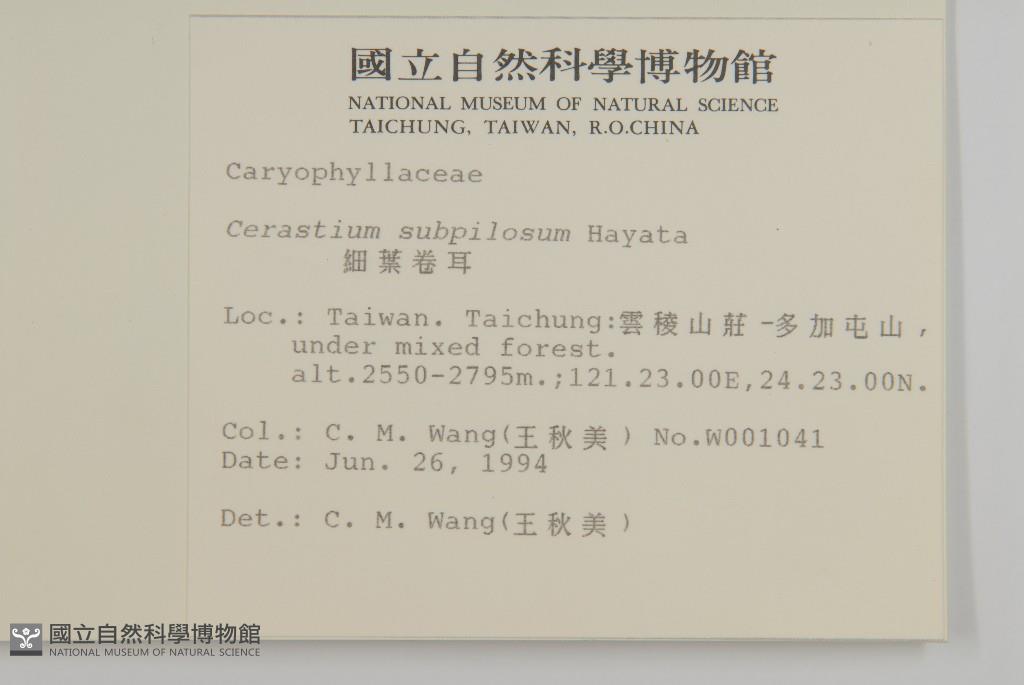 國立自然科學博物館
NATIONAL MUSEUM OF NATURAL SCIENCE
TAICHUNG, TAIWAN, R.O.CHINA
Caryophyllaceae
Cerastium subpilosum Hayata
細葉卷耳
Loc.: Taiwan. Taichung:雲稜山莊-多加屯山,
under mixed forest.
alt.2550-2795m.;121.23.00E,24.23.00N.
Col.: C. M. Wang(王秋美) No.W001041
Date: Jun. 26, 1994
Det.: C. M. Wang(王秋美)
國立自然科學博物館
NATIONAL MUSEUM OF NATURAL SCIENCE